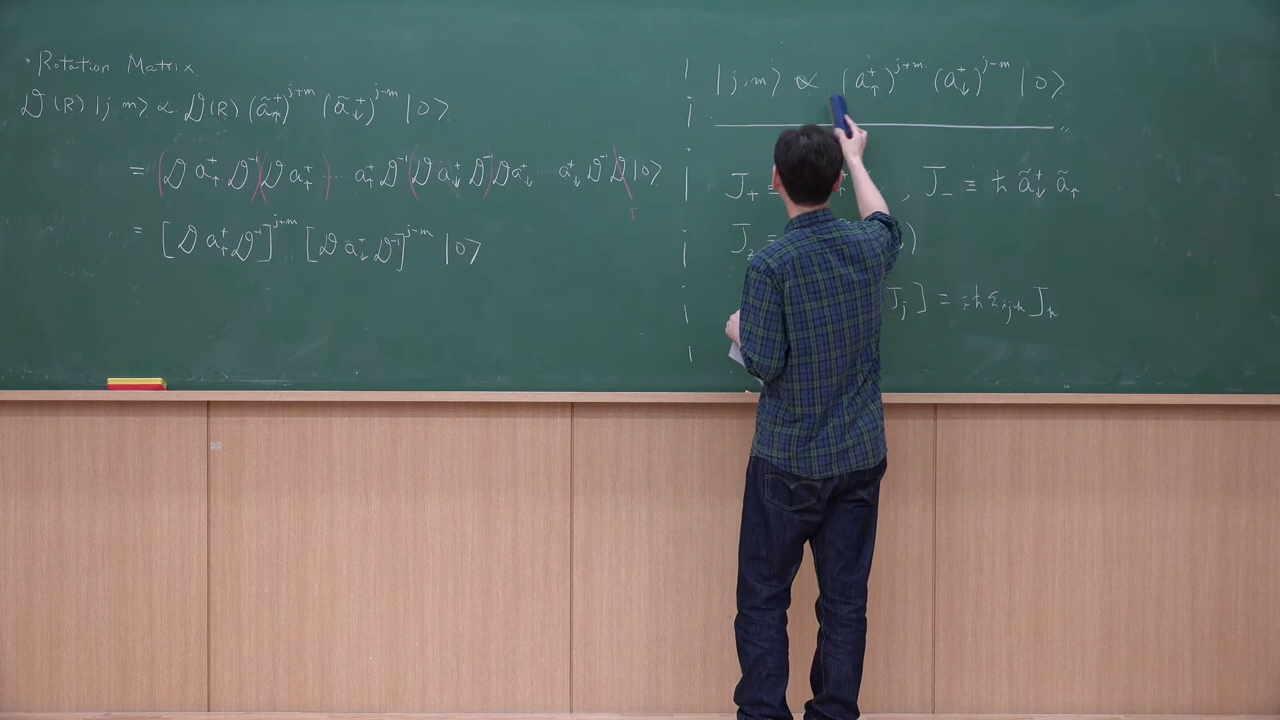 · Rotation Matrix.
𝒟(R) |j,m⟩ ∝ 𝒟(R) (ã↑⁺)^{j+m} (ã↓⁺)^{j-m} |0⟩
= (𝒟 a↑⁺ 𝒟⁻¹)(𝒟 a↑⁺ ) ... a↑⁺ 𝒟⁻¹ (𝒟 a↓⁺ 𝒟⁻¹) 𝒟 a↓⁺ ... a↓⁺ 𝒟⁻¹ 𝒟 |0⟩
I
= [𝒟 a↑⁺ 𝒟⁻¹]^{j+m} [𝒟 a↓⁺ 𝒟⁻¹]^{j-m} |0⟩
|j,m⟩ ∝ (a↑⁺)^{j+m} (a↓⁺)^{j-m} |0⟩
J₊ ≡ , J₋ ≡ ħ ã↓⁺ ã↑
J_z ≡ )
J_j ] = iħ ε_{ijk} J_k